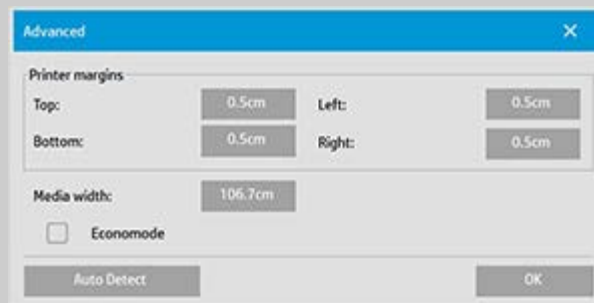 Advanced
Printer margins
Top: 0.5cm Left: 0.5cm
Bottom: 0.5cm Right: 0.5cm
Media width: 106.7cm
Economode
Auto Detect OK